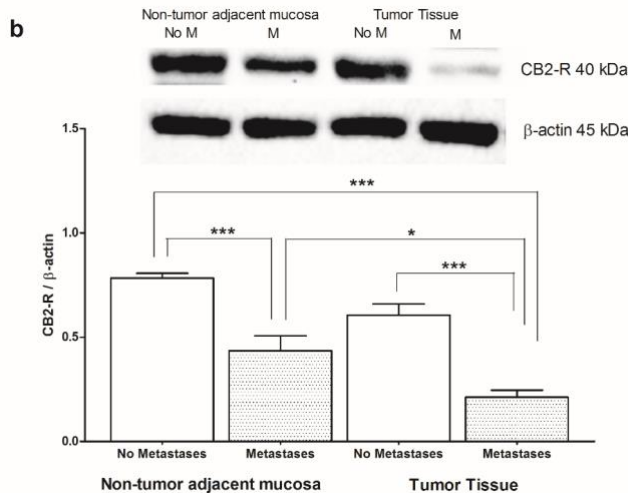 b
Non-tumor adjacent mucosa Tumor Tissue
No M M No M M
CB2-R 40 kDa
β-actin 45 kDa
1.5
***
1.0
*** *
***
CB2-R / β-actin
0.5
0.0
No Metastases Metastases No Metastases Metastases
Non-tumor adjacent mucosa Tumor Tissue